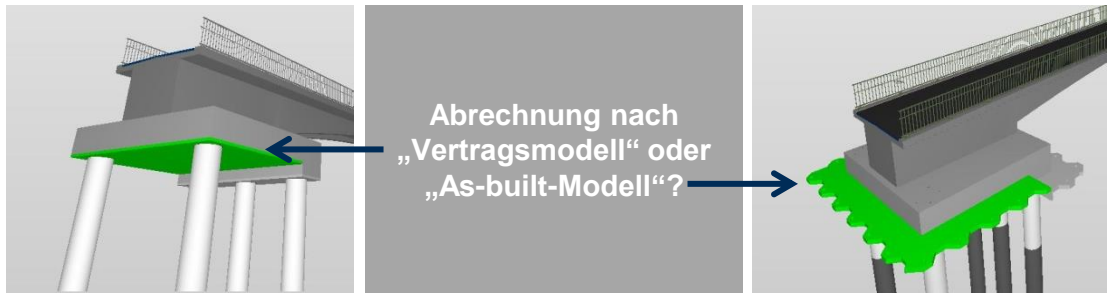 Abrechnung nach
„Vertragsmodell“ oder
„As-built-Modell“?